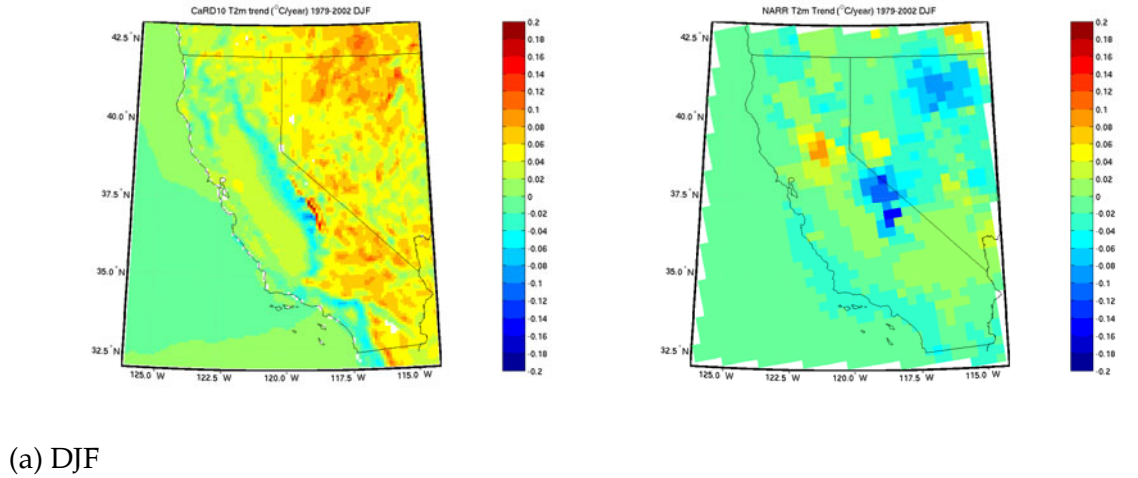 CaRD10 T2m trend (°C/year) 1979-2002 DJF
42.5° N
40.0° N
37.5° N
35.0° N
32.5° N
125.0 °W
122.5 °W
120.0 °W
117.5 °W
115.0 °W
0.2
0.18
0.16
0.14
0.12
0.1
0.08
0.06
0.04
0.02
0
-0.02
-0.04
-0.06
-0.08
-0.1
-0.12
-0.14
-0.16
-0.18
-0.2
NARR T2m Trend (°C/year) 1979-2002 DJF
42.5° N
40.0° N
37.5° N
35.0° N
32.5° N
125.0 °W
122.5 °W
120.0 °W
117.5 °W
115.0 °W
0.2
0.18
0.16
0.14
0.12
0.1
0.08
0.06
0.04
0.02
0
-0.02
-0.04
-0.06
-0.08
-0.1
-0.12
-0.14
-0.16
-0.18
-0.2
(a) DJF